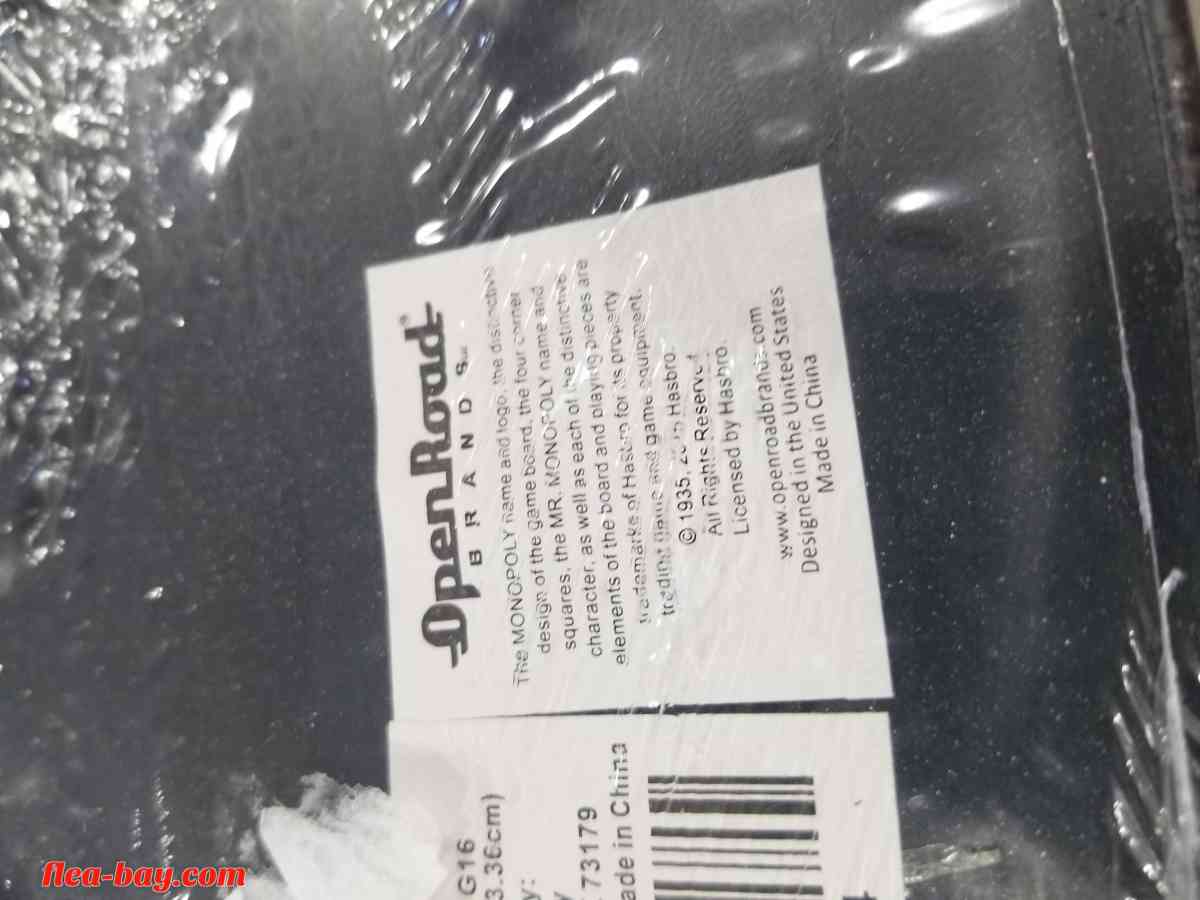 OpenRoad®
BRANDS LLC
The MONOPOLY name and logo, the distinctive
design of the game board, the four corner
squares, the MR. MONOPOLY name and
character, as well as each of the distinctive
elements of the board and playing pieces are
trademarks of Hasbro for its property
trading game and game equipment.
© 1935, Hasbro.
All Rights Reserved
Licensed by Hasbro.
www.openroadbrands.com
Designed in the United States
Made in China
G16
3.36cm)
y:
y
73179
ade in China
flea-bay.com